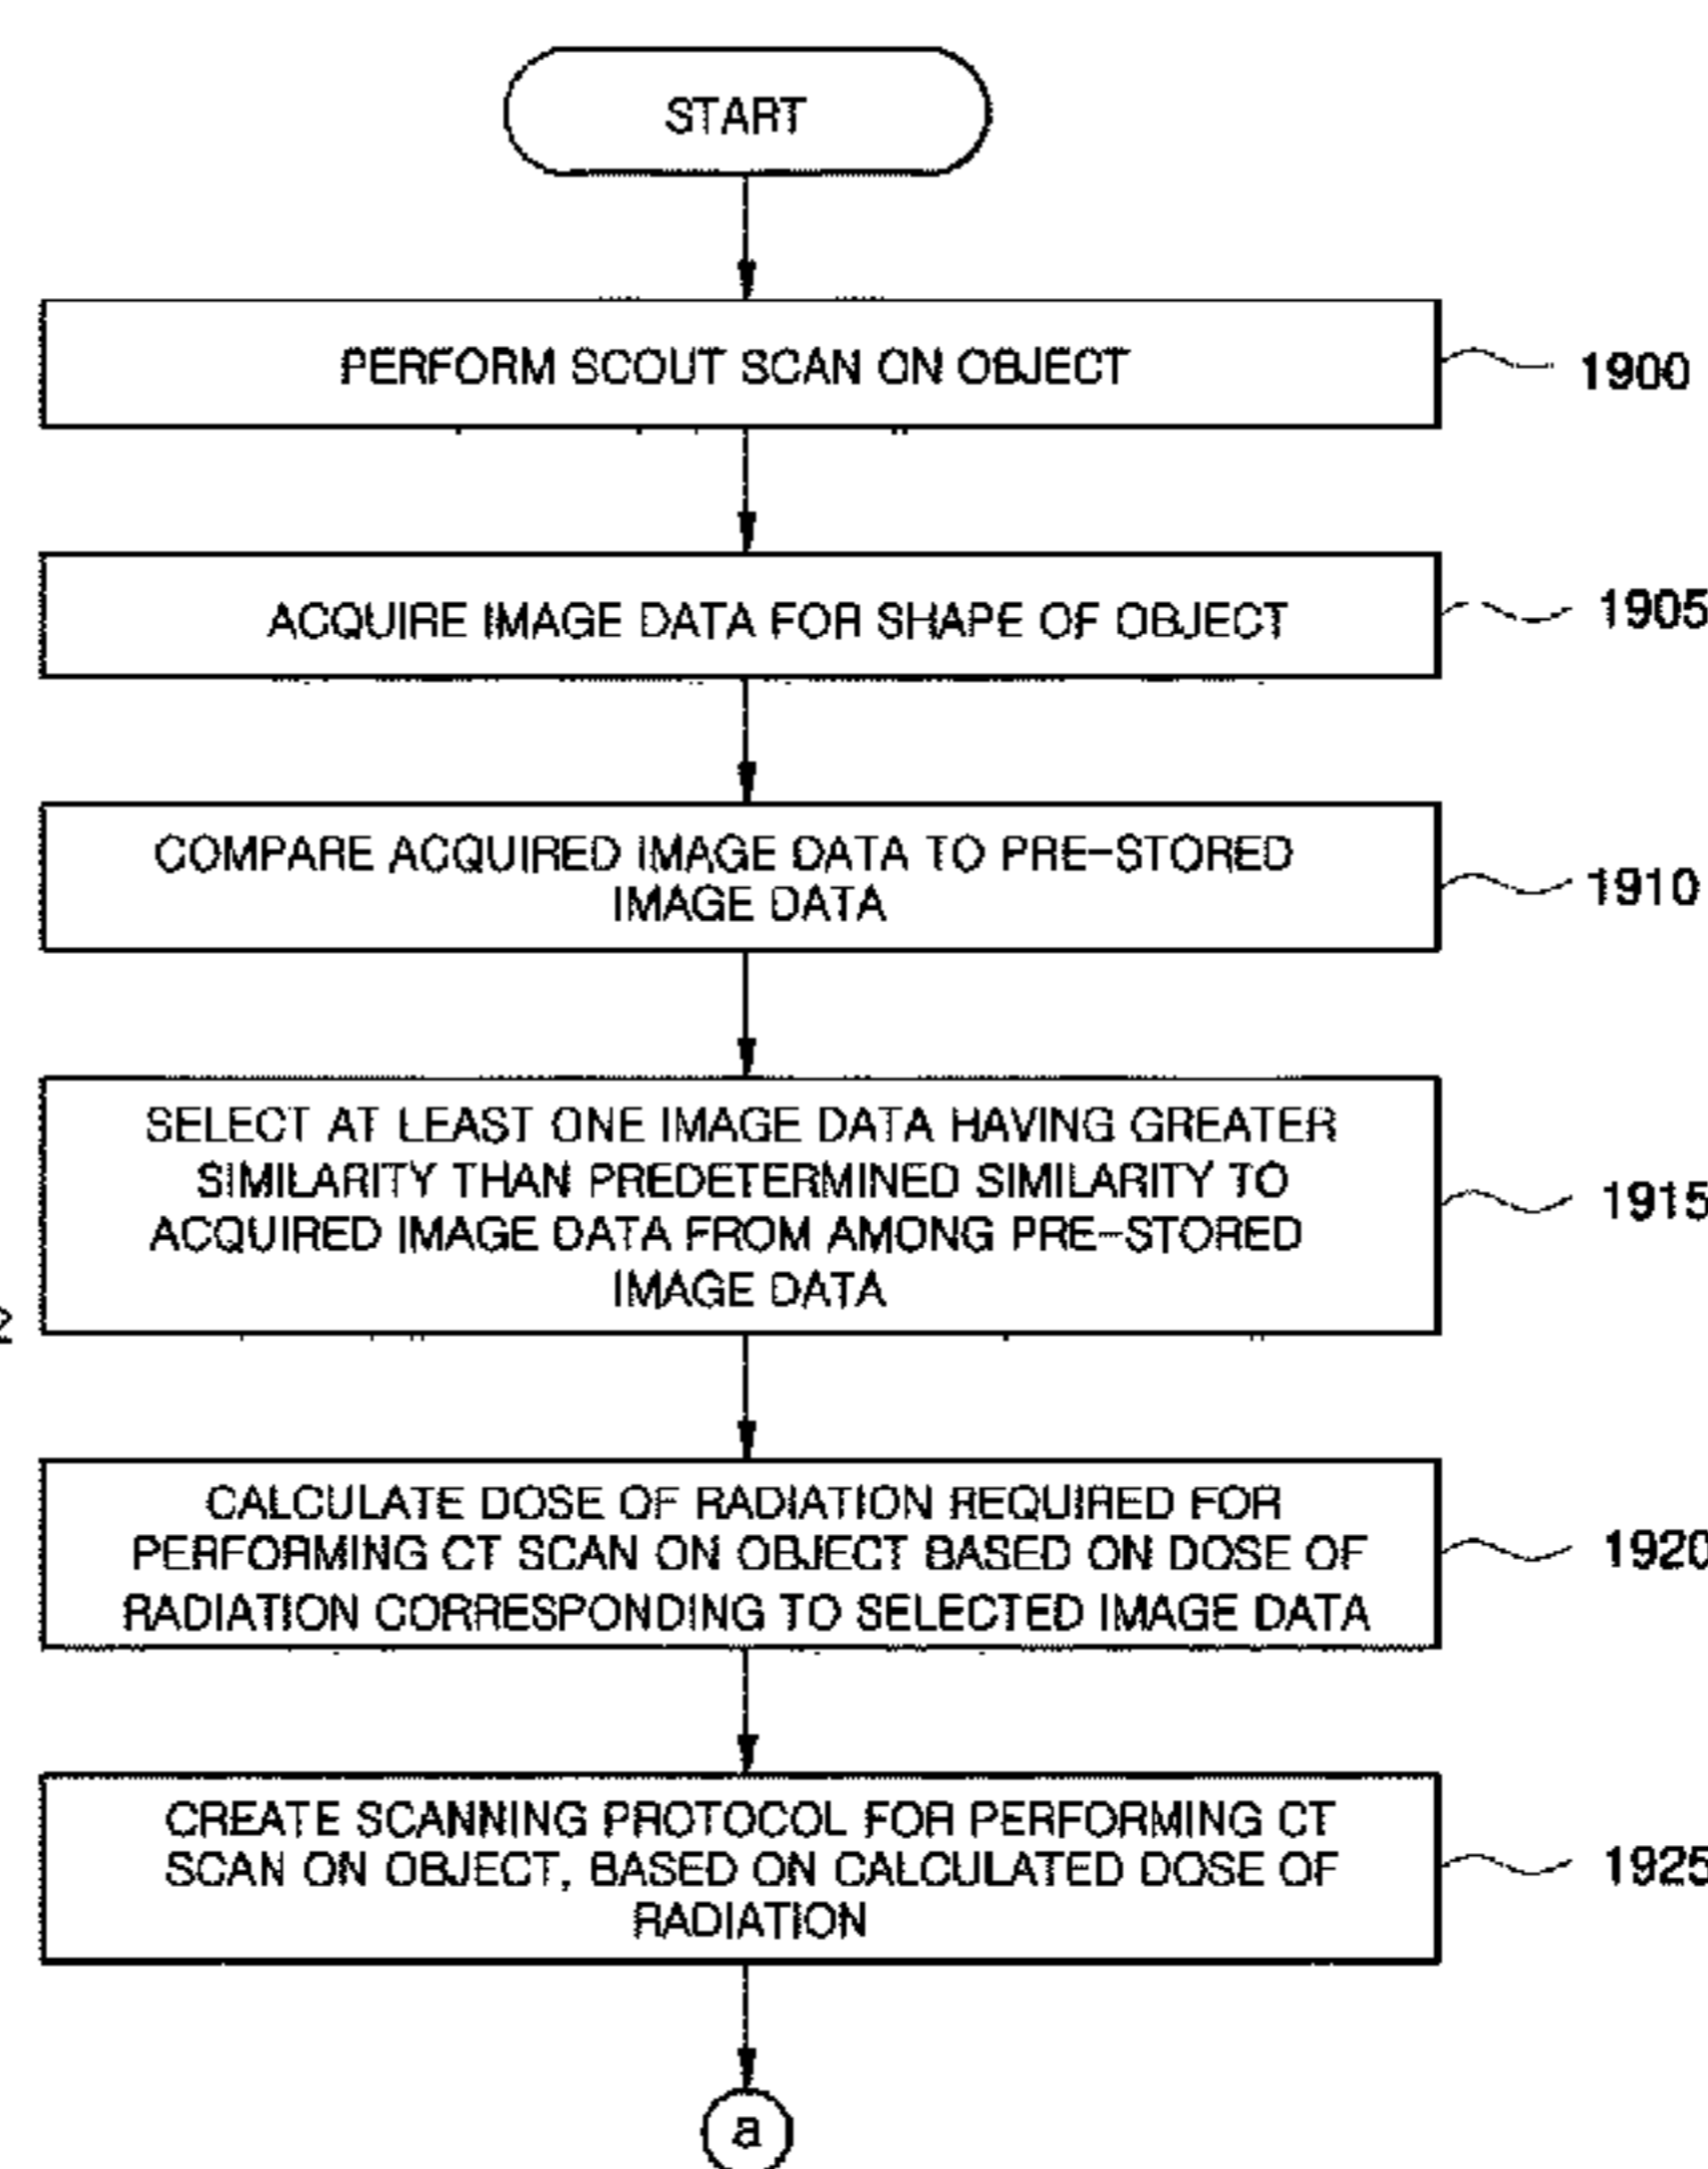 START
PERFORM SCOUT SCAN ON OBJECT
1900
ACQUIRE IMAGE DATA FOR SHAPE OF OBJECT
1905
COMPARE ACQUIRED IMAGE DATA TO PRE-STORED
IMAGE DATA
1910
SELECT AT LEAST ONE IMAGE DATA HAVING GREATER
SIMILARITY THAN PREDETERMINED SIMILARITY TO
ACQUIRED IMAGE DATA FROM AMONG PRE-STORED
IMAGE DATA
1915
2
CALCULATE DOSE OF RADIATION REQUIRED FOR
PERFORMING CT SCAN ON OBJECT BASED ON DOSE OF
RADIATION CORRESPONDING TO SELECTED IMAGE DATA
1920
CREATE SCANNING PROTOCOL FOR PERFORMING CT
SCAN ON OBJECT, BASED ON CALCULATED DOSE OF
RADIATION
1925
a